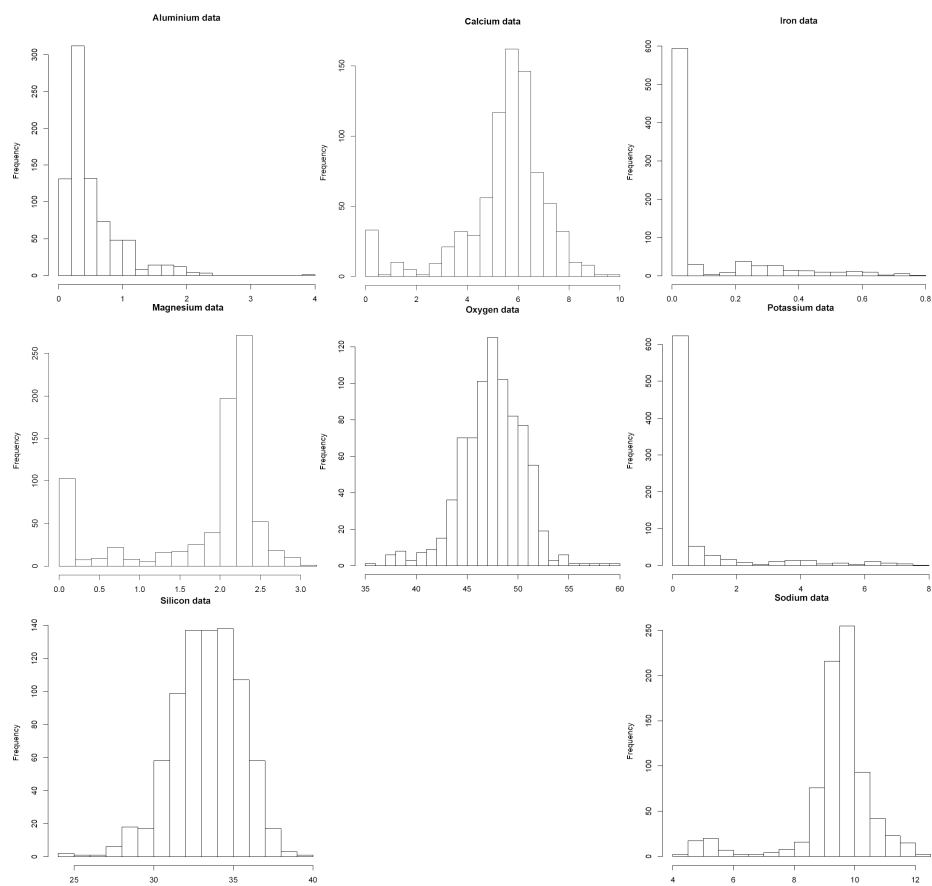 Aluminium data
Frequency
0 50 100 150 200 250 300
0 1 2 3 4
Calcium data
Frequency
0 50 100 150
0 2 4 6 8 10
Iron data
Frequency
0 100 200 300 400 500 600
0.0 0.2 0.4 0.6 0.8
Magnesium data
Frequency
0 50 100 150 200 250
0.0 0.5 1.0 1.5 2.0 2.5 3.0
Oxygen data
Frequency
0 20 40 60 80 100 120
35 40 45 50 55 60
Potassium data
Frequency
0 100 200 300 400 500 600
0 2 4 6 8
Silicon data
Frequency
0 20 40 60 80 100 120 140
25 30 35 40
Sodium data
Frequency
0 50 100 150 200 250
4 6 8 10 12